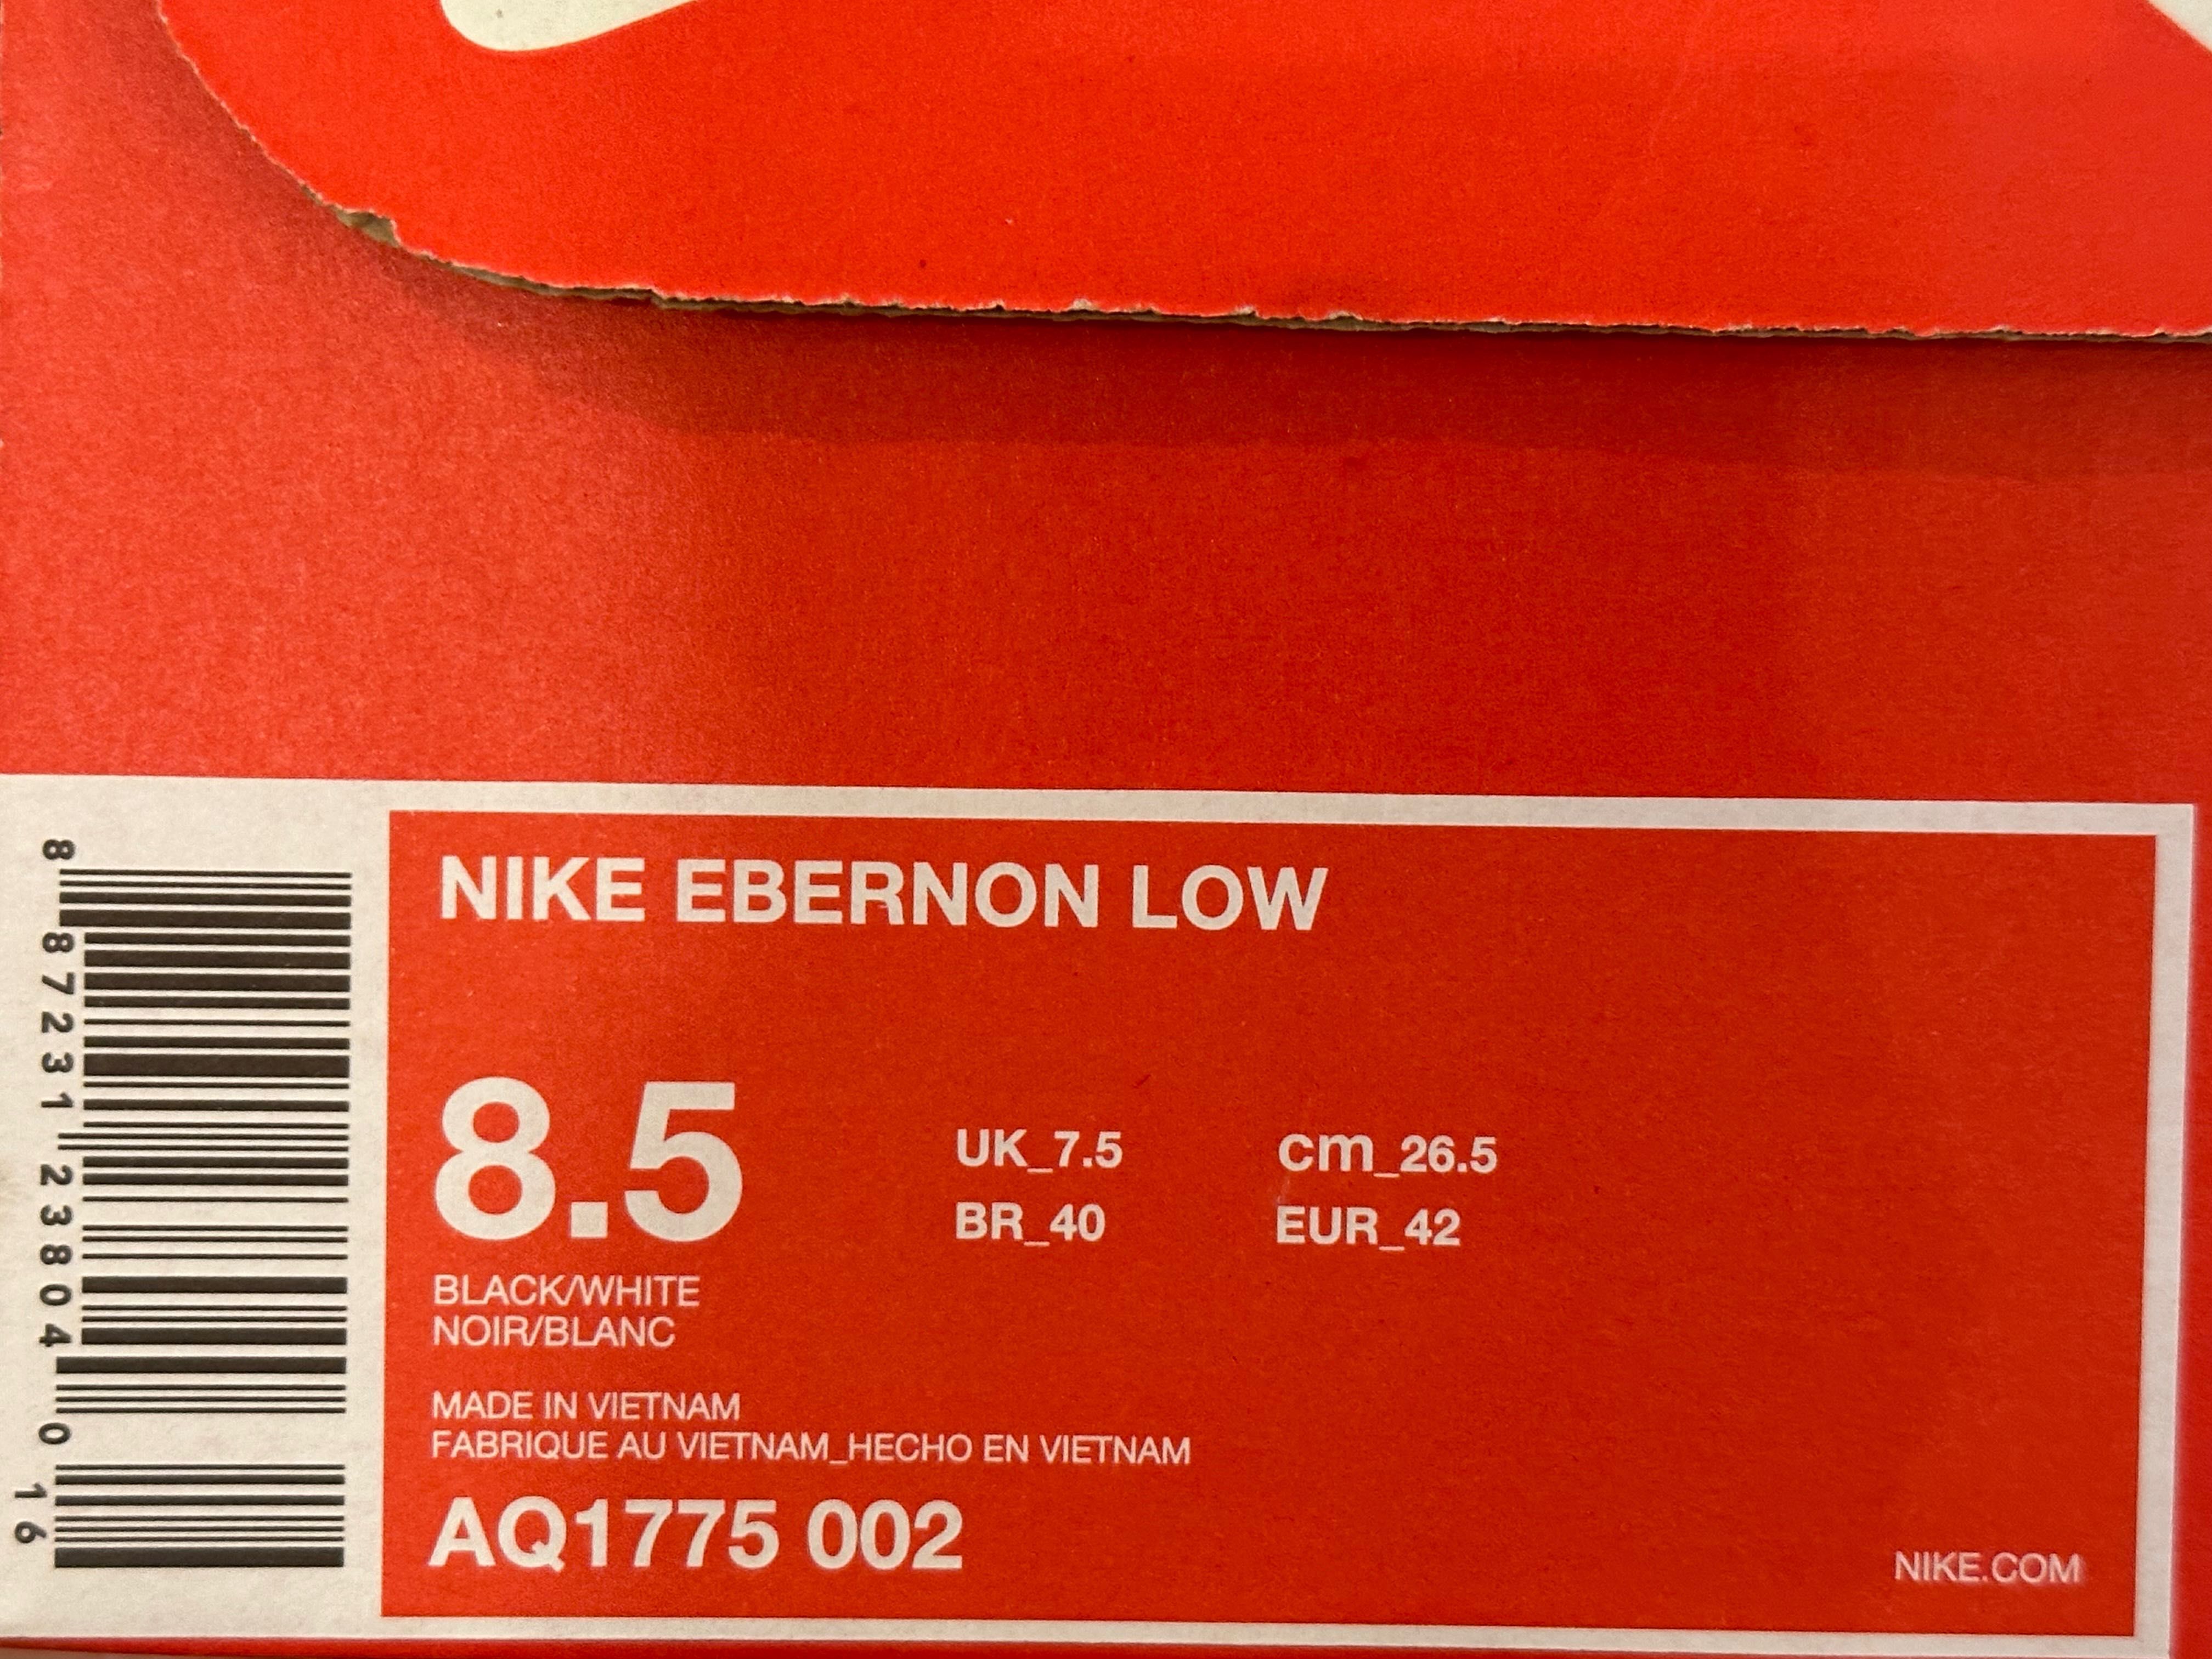 NIKE EBERNON LOW
8.5
UK_7.5 cm_26.5
BR_40 EUR_42
BLACK/WHITE
NOIR/BLANC
MADE IN VIETNAM
FABRIQUE AU VIETNAM_HECHO EN VIETNAM
AQ1775 002
NIKE.COM
8 87231 23804 0
16